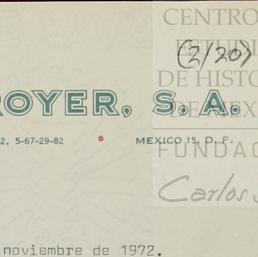 CENTRO
ESTUDI
(2/20)
DE HISTO
ROYER, S. A.
DE MEX
2, 5-67-29-82 MEXICO 15, D. F.
FUNDAC
Carlos
noviembre de 1972.